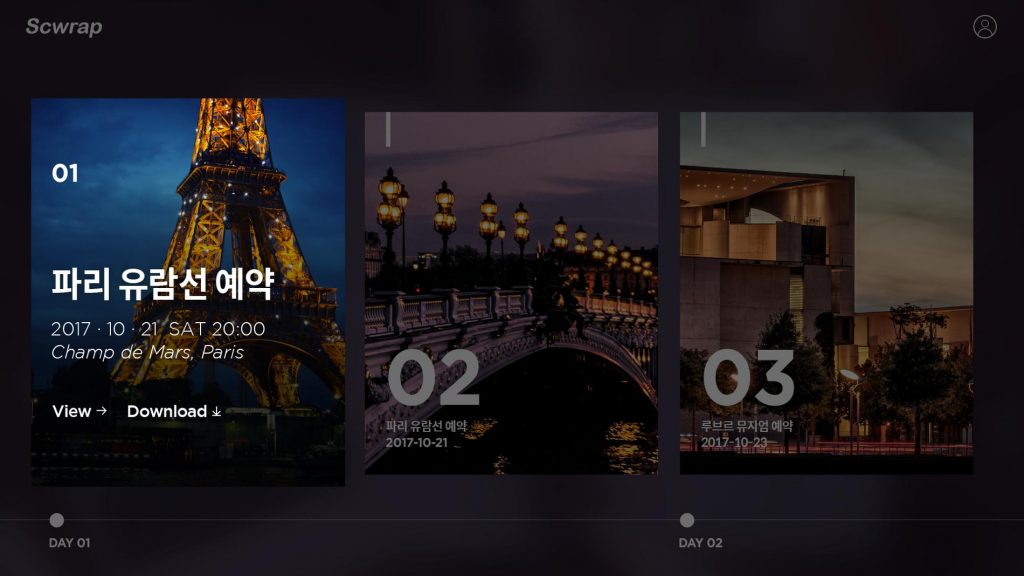 Scwrap
01
파리 유람선 예약
2017 · 10 · 21 SAT 20:00
Champ de Mars, Paris
View → Download ↓
02
파리 유람선 예약
2017-10-21
03
루브르 뮤지엄 예약
2017-10-23
DAY 01
DAY 02